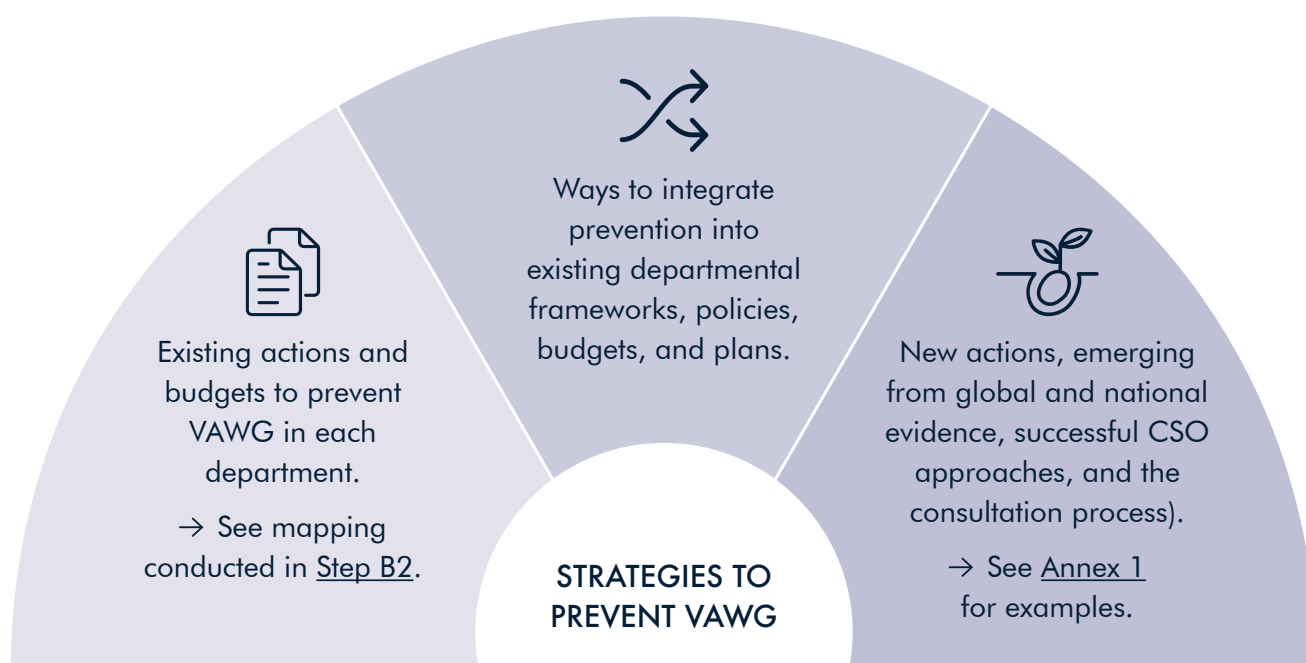 Existing actions and
budgets to prevent
VAWG in each
department.
→ See mapping
conducted in Step B2.
Ways to integrate
prevention into
existing departmental
frameworks, policies,
budgets, and plans.
New actions, emerging
from global and national
evidence, successful CSO
approaches, and the
consultation process).
→ See Annex 1
for examples.
STRATEGIES TO
PREVENT VAWG